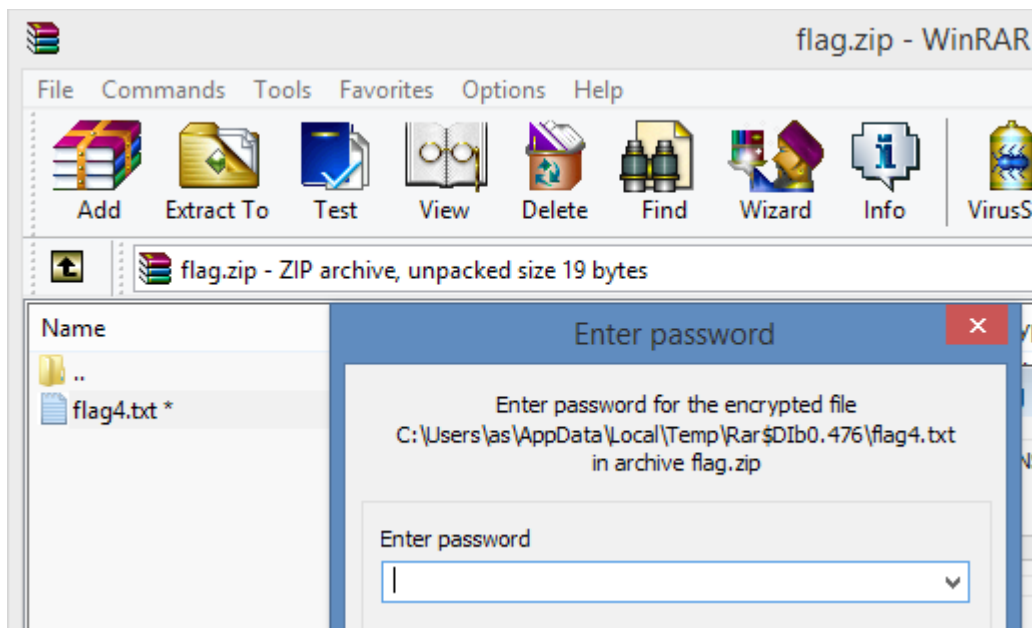 flag.zip - WinRAR
File Commands Tools Favorites Options Help
Add Extract To Test View Delete Find Wizard Info VirusS
flag.zip - ZIP archive, unpacked size 19 bytes
Name
Enter password
..
flag4.txt *
Enter password for the encrypted file
C:\Users\as\AppData\Local\Temp\Rar$DIb0.476\flag4.txt
in archive flag.zip
Enter password